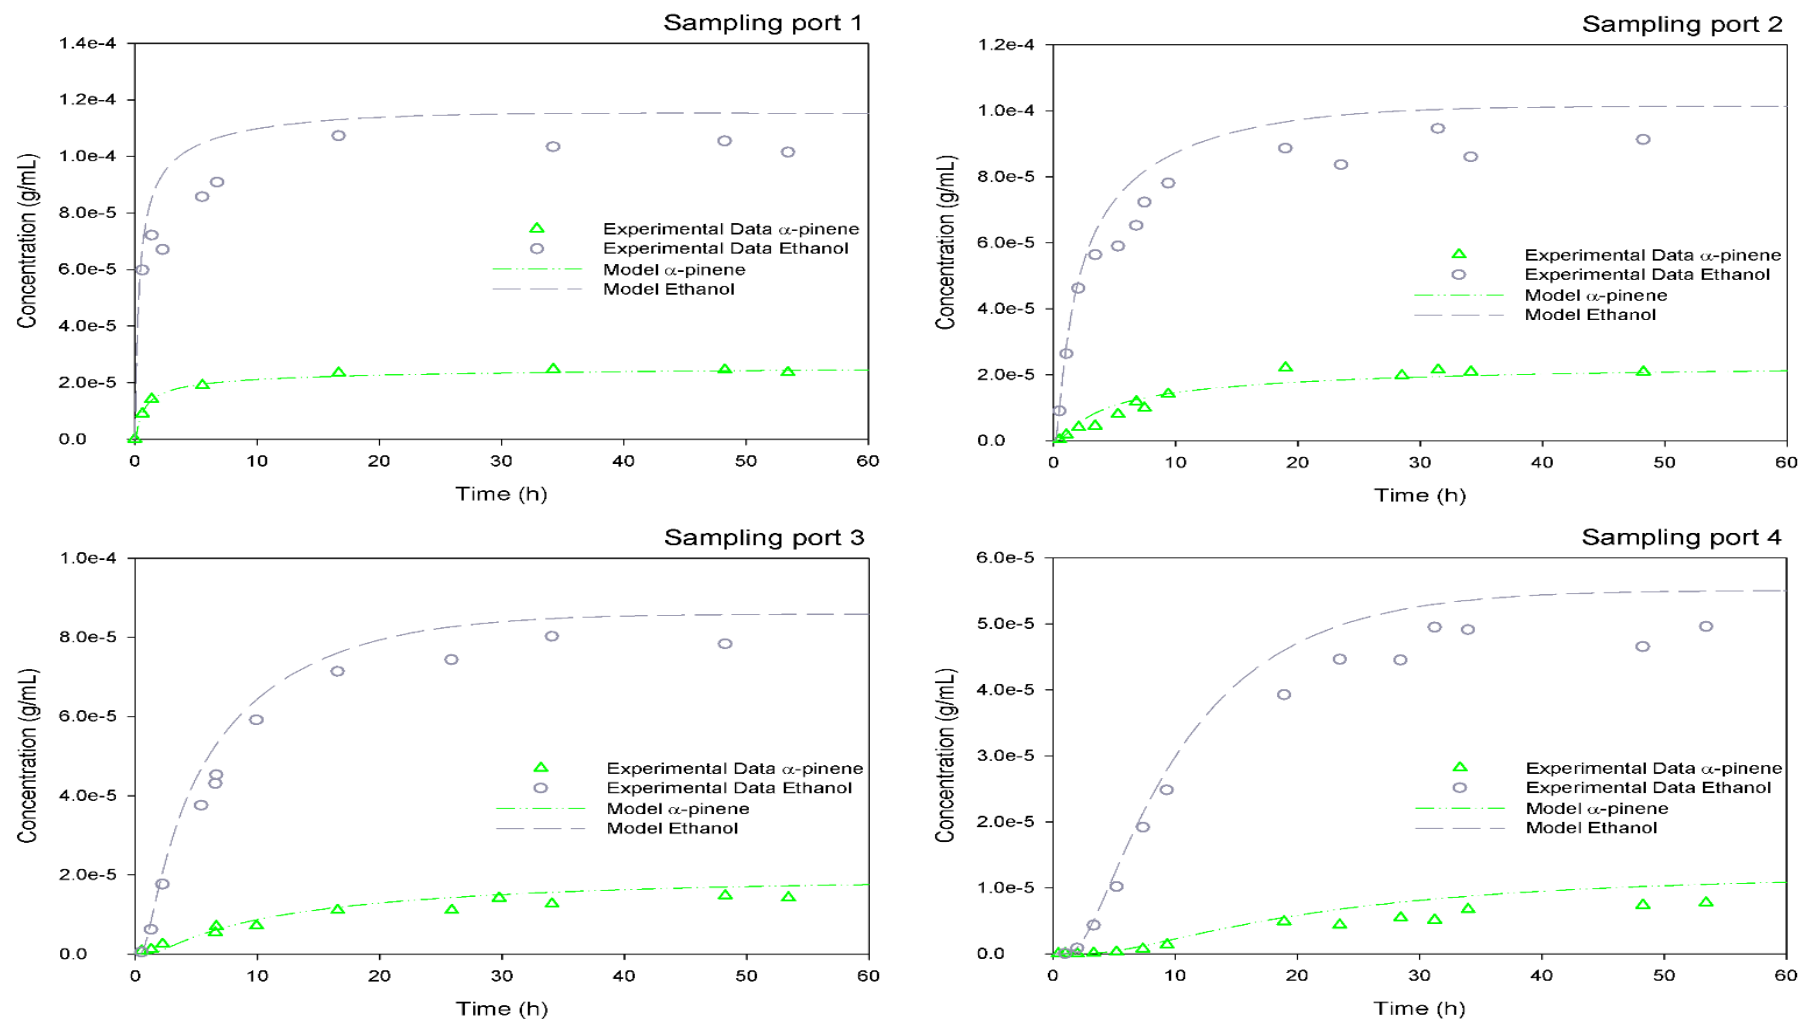 Sampling port 1
1.4e-4
1.2e-4
1.0e-4
8.0e-5
6.0e-5
4.0e-5
2.0e-5
0.0
Concentration (g/mL)
Experimental Data α-pinene
Experimental Data Ethanol
Model α-pinene
Model Ethanol
0 10 20 30 40 50 60
Time (h)
Sampling port 2
1.2e-4
1.0e-4
8.0e-5
6.0e-5
4.0e-5
2.0e-5
0.0
Concentration (g/mL)
Experimental Data α-pinene
Experimental Data Ethanol
Model α-pinene
Model Ethanol
0 10 20 30 40 50 60
Time (h)
Sampling port 3
1.0e-4
8.0e-5
6.0e-5
4.0e-5
2.0e-5
0.0
Concentration (g/mL)
Experimental Data α-pinene
Experimental Data Ethanol
Model α-pinene
Model Ethanol
0 10 20 30 40 50 60
Time (h)
Sampling port 4
6.0e-5
5.0e-5
4.0e-5
3.0e-5
2.0e-5
1.0e-5
0.0
Concentration (g/mL)
Experimental Data α-pinene
Experimental Data Ethanol
Model α-pinene
Model Ethanol
0 10 20 30 40 50 60
Time (h)